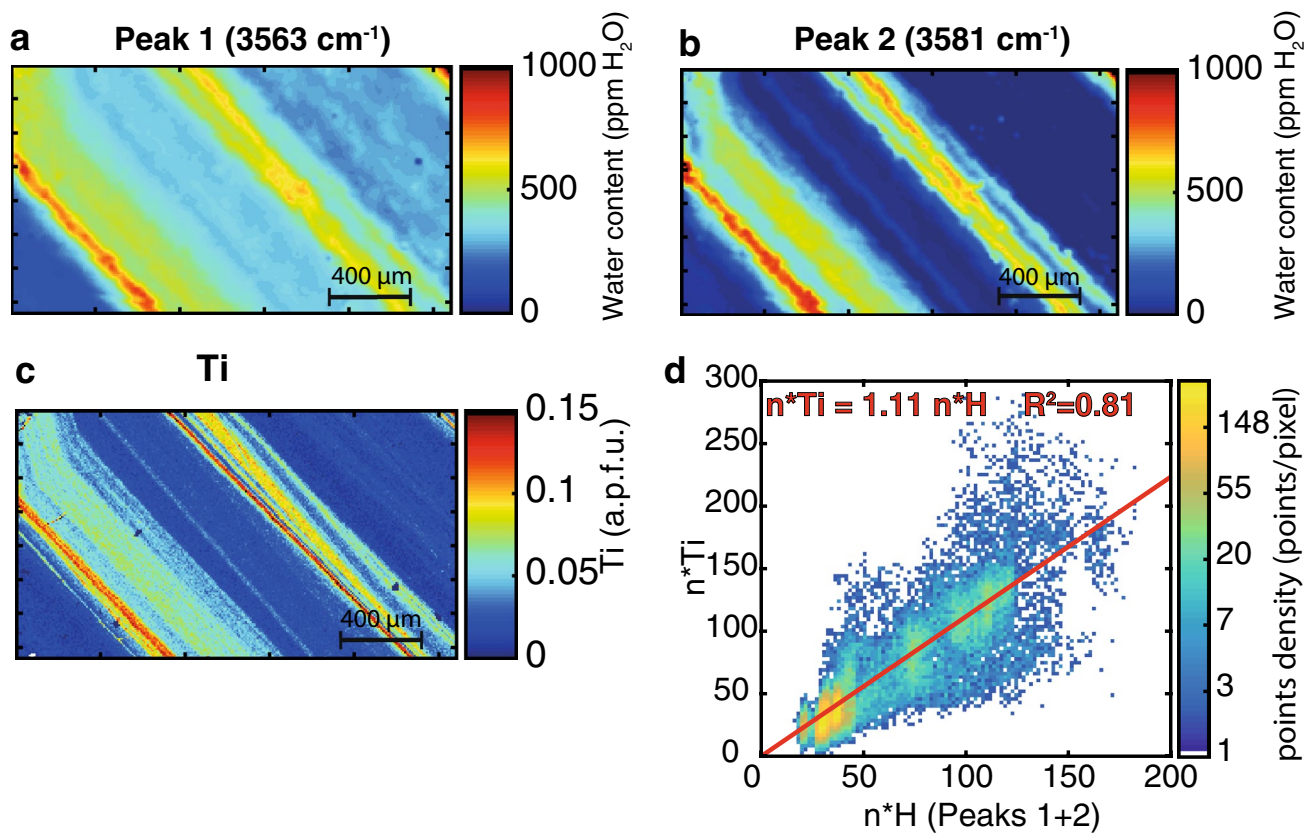 a
Peak 1 (3563 cm-1)
1000
500
0
Water content (ppm H2O)
400 µm
b
Peak 2 (3581 cm-1)
1000
500
0
Water content (ppm H2O)
400 µm
c
Ti
0.15
0.1
0.05
0
Ti (a.p.f.u.)
400 µm
d
n*Ti = 1.11 n*H R2=0.81
300
250
200
150
100
50
0
n*Ti
0 50 100 150 200
n*H (Peaks 1+2)
148
55
20
7
3
1
points density (points/pixel)